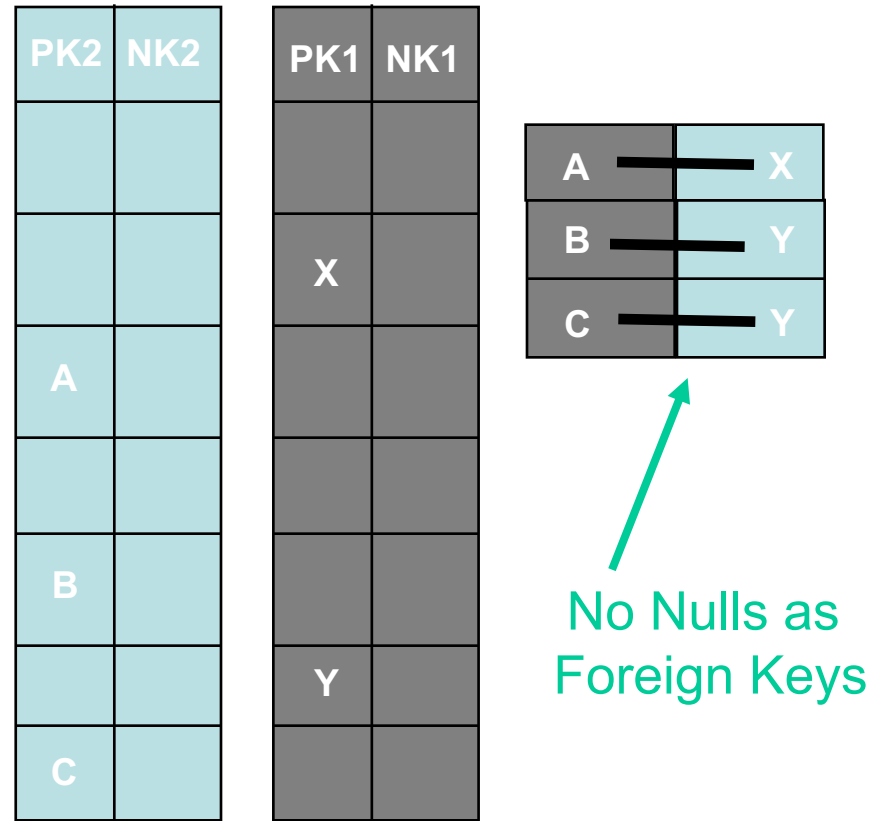 PK2 NK2
PK1 NK1
A X
B Y
X
C Y
A
B
No Nulls as
Y
Foreign Keys
C